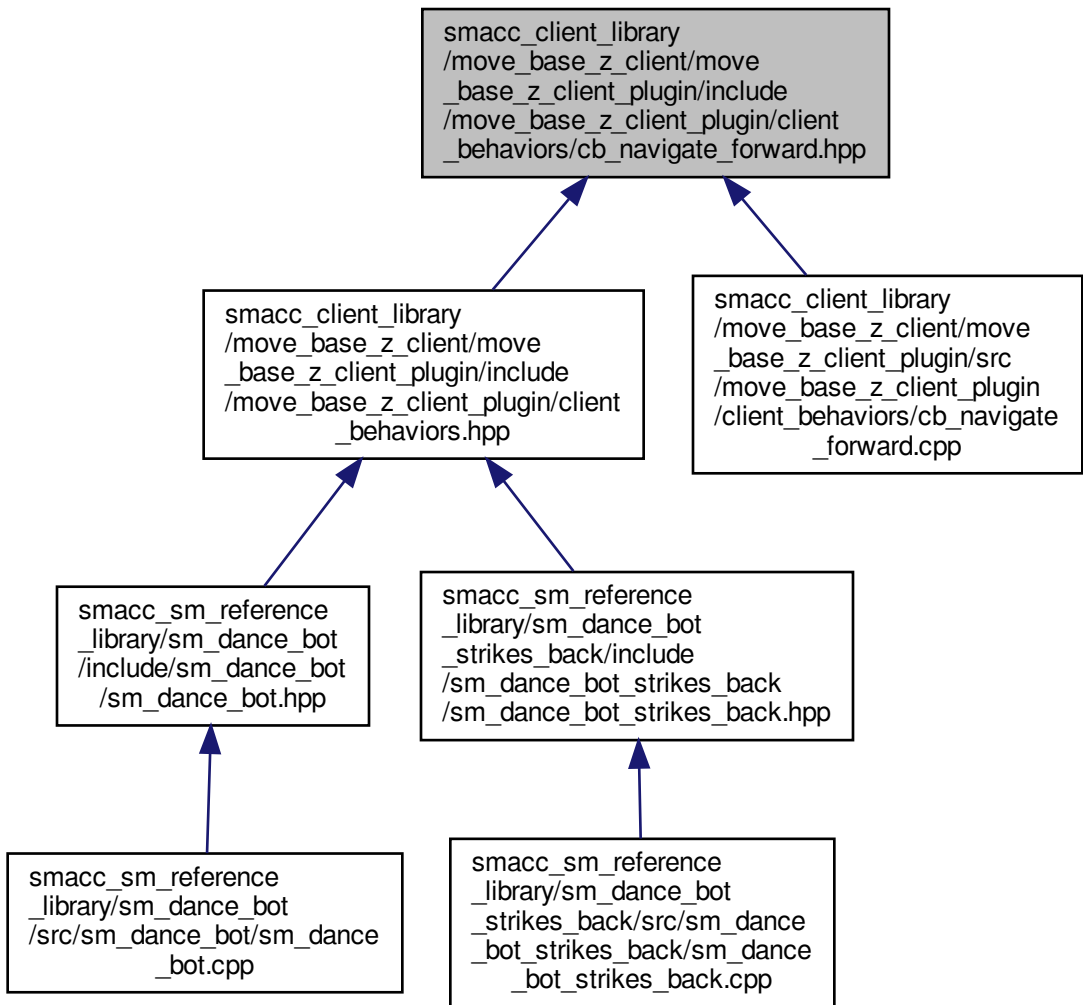 smacc_client_library
/move_base_z_client/move
_base_z_client_plugin/include
/move_base_z_client_plugin/client
_behaviors/cb_navigate_forward.hpp
smacc_client_library
/move_base_z_client/move
_base_z_client_plugin/include
/move_base_z_client_plugin/client
_behaviors.hpp
smacc_client_library
/move_base_z_client/move
_base_z_client_plugin/src
/move_base_z_client_plugin
/client_behaviors/cb_navigate
_forward.cpp
smacc_sm_reference
_library/sm_dance_bot
/include/sm_dance_bot
/sm_dance_bot.hpp
smacc_sm_reference
_library/sm_dance_bot
_strikes_back/include
/sm_dance_bot_strikes_back
/sm_dance_bot_strikes_back.hpp
smacc_sm_reference
_library/sm_dance_bot
/src/sm_dance_bot/sm_dance
_bot.cpp
smacc_sm_reference
_library/sm_dance_bot
_strikes_back/src/sm_dance
_bot_strikes_back/sm_dance
_bot_strikes_back.cpp